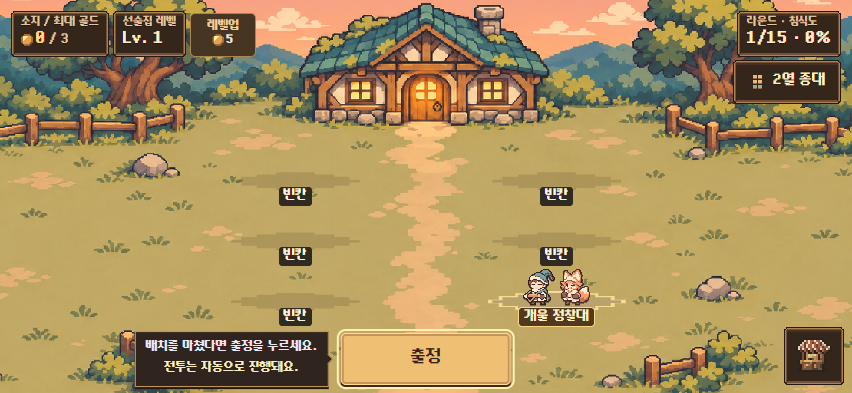 소지 / 최대 골드
0 / 3
선술집 레벨
Lv. 1
레벨업
5
라운드 · 침식도
1/15 · 0%
2열 종대
빈칸
빈칸
빈칸
빈칸
빈칸
개울 정찰대
배치를 마쳤다면 출정을 누르세요.
전투는 자동으로 진행돼요.
출정